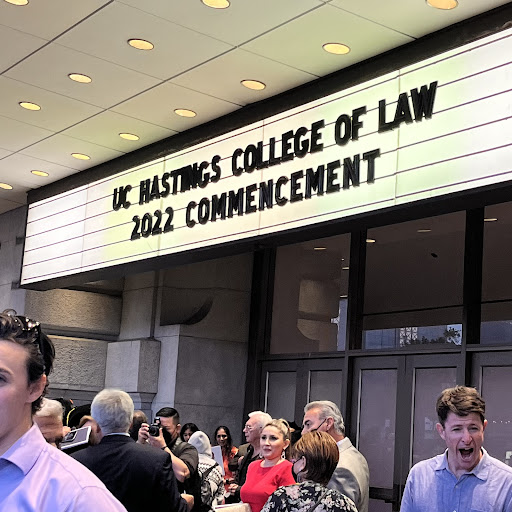 UC HASTINGS COLLEGE OF LAW
2022 COMMENCEMENT